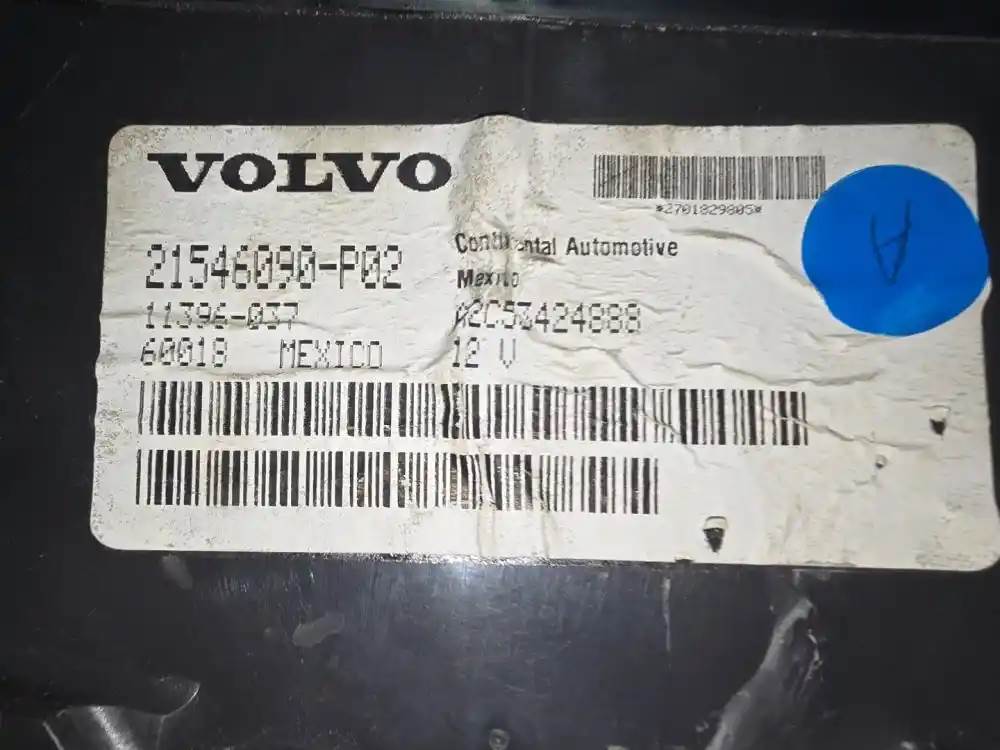 VOLVO
*2701829805*
21546090-P02
Continental Automotive
Mexico
11396-037
A2C53424888
60018 MEXICO
12 V
A